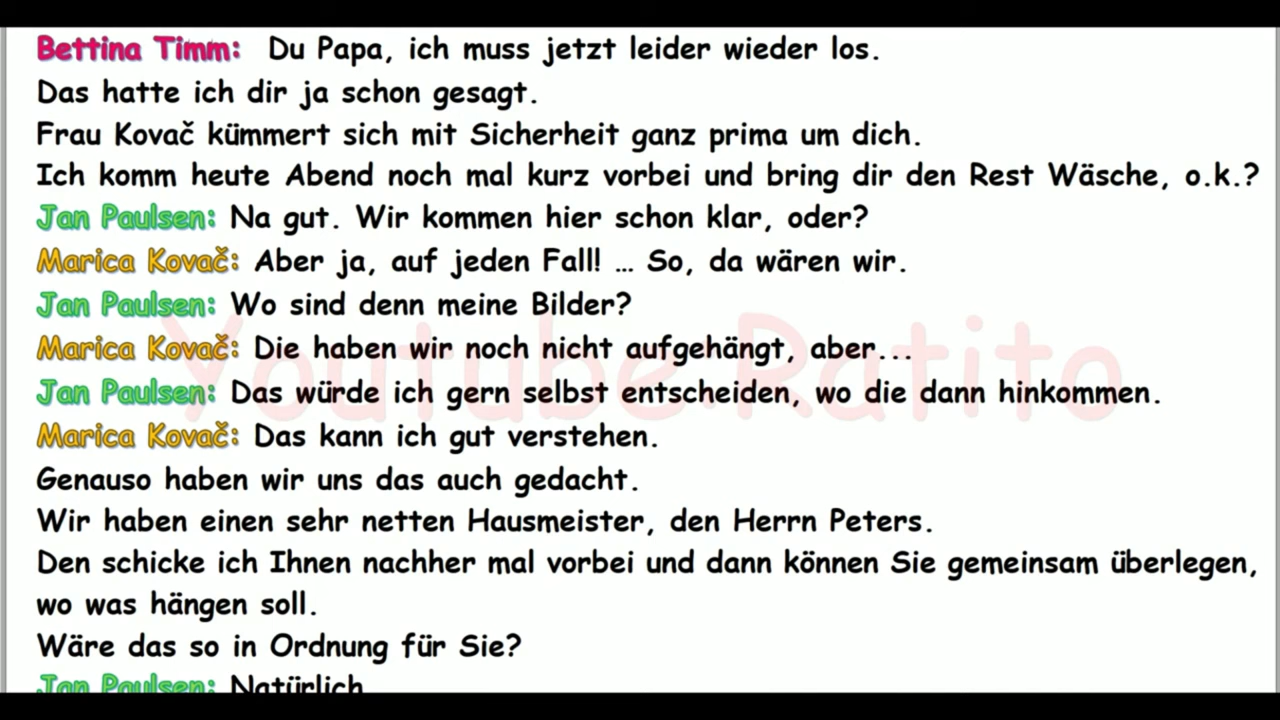 Bettina Timm: Du Papa, ich muss jetzt leider wieder los.
Das hatte ich dir ja schon gesagt.
Frau Kovač kümmert sich mit Sicherheit ganz prima um dich.
Ich komm heute Abend noch mal kurz vorbei und bring dir den Rest Wäsche, o.k.?
Jan Paulsen: Na gut. Wir kommen hier schon klar, oder?
Marica Kovač: Aber ja, auf jeden Fall! ... So, da wären wir.
Jan Paulsen: Wo sind denn meine Bilder?
Marica Kovač: Die haben wir noch nicht aufgehängt, aber...
Jan Paulsen: Das würde ich gern selbst entscheiden, wo die dann hinkommen.
Marica Kovač: Das kann ich gut verstehen.
Genauso haben wir uns das auch gedacht.
Wir haben einen sehr netten Hausmeister, den Herrn Peters.
Den schicke ich Ihnen nachher mal vorbei und dann können Sie gemeinsam überlegen,
wo was hängen soll.
Wäre das so in Ordnung für Sie?
Jan Paulsen: Natürlich
Youtube Ratito